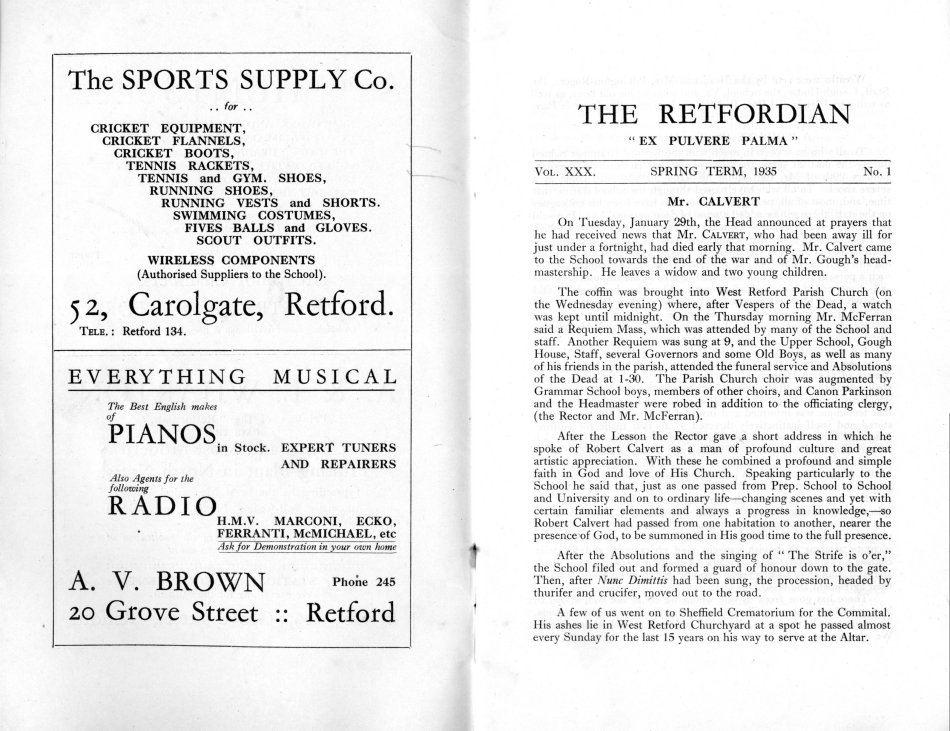 The SPORTS SUPPLY Co.
. . for . .
CRICKET EQUIPMENT,
CRICKET FLANNELS,
CRICKET BOOTS,
TENNIS RACKETS,
TENNIS and GYM. SHOES,
RUNNING SHOES,
RUNNING VESTS and SHORTS.
SWIMMING COSTUMES,
FIVES BALLS and GLOVES.
SCOUT OUTFITS.
WIRELESS COMPONENTS
(Authorised Suppliers to the School).
52, Carolgate, Retford.
TELE. : Retford 134.
EVERYTHING MUSICAL
The Best English makes
of
PIANOS
in Stock. EXPERT TUNERS
AND REPAIRERS
Also Agents for the
following
RADIO
H.M.V. MARCONI, ECKO,
FERRANTI, McMICHAEL, etc
Ask for Demonstration in your own home
A. V. BROWN Phone 245
20 Grove Street :: Retford
THE RETFORDIAN
" EX PULVERE PALMA "
VOL. XXX. SPRING TERM, 1935 No. 1
Mr. CALVERT
On Tuesday, January 29th, the Head announced at prayers that
he had received news that Mr. CALVERT, who had been away ill for
just under a fortnight, had died early that morning. Mr. Calvert came
to the School towards the end of the war and of Mr. Gough's head-
mastership. He leaves a widow and two young children.
The coffin was brought into West Retford Parish Church (on
the Wednesday evening) where, after Vespers of the Dead, a watch
was kept until midnight. On the Thursday morning Mr. McFerran
said a Requiem Mass, which was attended by many of the School and
staff. Another Requiem was sung at 9, and the Upper School, Gough
House, Staff, several Governors and some Old Boys, as well as many
of his friends in the parish, attended the funeral service and Absolutions
of the Dead at 1-30. The Parish Church choir was augmented by
Grammar School boys, members of other choirs, and Canon Parkinson
and the Headmaster were robed in addition to the officiating clergy,
(the Rector and Mr. McFerran).
After the Lesson the Rector gave a short address in which he
spoke of Robert Calvert as a man of profound culture and great
artistic appreciation. With these he combined a profound and simple
faith in God and love of His Church. Speaking particularly to the
School he said that, just as one passed from Prep. School to School
and University and on to ordinary life—changing scenes and yet with
certain familiar elements and always a progress in knowledge,—so
Robert Calvert had passed from one habitation to another, nearer the
presence of God, to be summoned in His good time to the full presence.
After the Absolutions and the singing of " The Strife is o'er,"
the School filed out and formed a guard of honour down to the gate.
Then, after Nunc Dimittis had been sung, the procession, headed by
thurifer and crucifer, moved out to the road.
A few of us went on to Sheffield Crematorium for the Commital.
His ashes lie in West Retford Churchyard at a spot he passed almost
every Sunday for the last 15 years on his way to serve at the Altar.